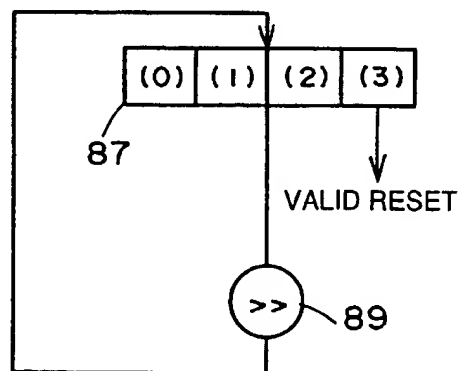 (0) (1) (2) (3)
87
VALID RESET
>>
89